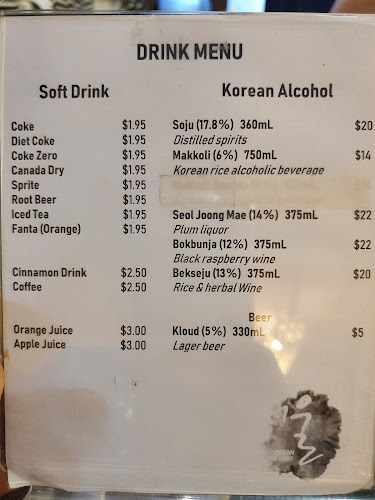 DRINK MENU
Soft Drink
Coke $1.95
Diet Coke $1.95
Coke Zero $1.95
Canada Dry $1.95
Sprite $1.95
Root Beer $1.95
Iced Tea $1.95
Fanta (Orange) $1.95
Cinnamon Drink $2.50
Coffee $2.50
Orange Juice $3.00
Apple Juice $3.00
Korean Alcohol
Soju (17.8%) 360mL $20
Distilled spirits
Makkoli (6%) 750mL $14
Korean rice alcoholic beverage
Seol Joong Mae (14%) 375mL $22
Plum liquor
Bokbunja (12%) 375mL $22
Black raspberry wine
Bekseju (13%) 375mL $20
Rice & herbal Wine
Beer
Kloud (5%) 330mL $5
Lager beer